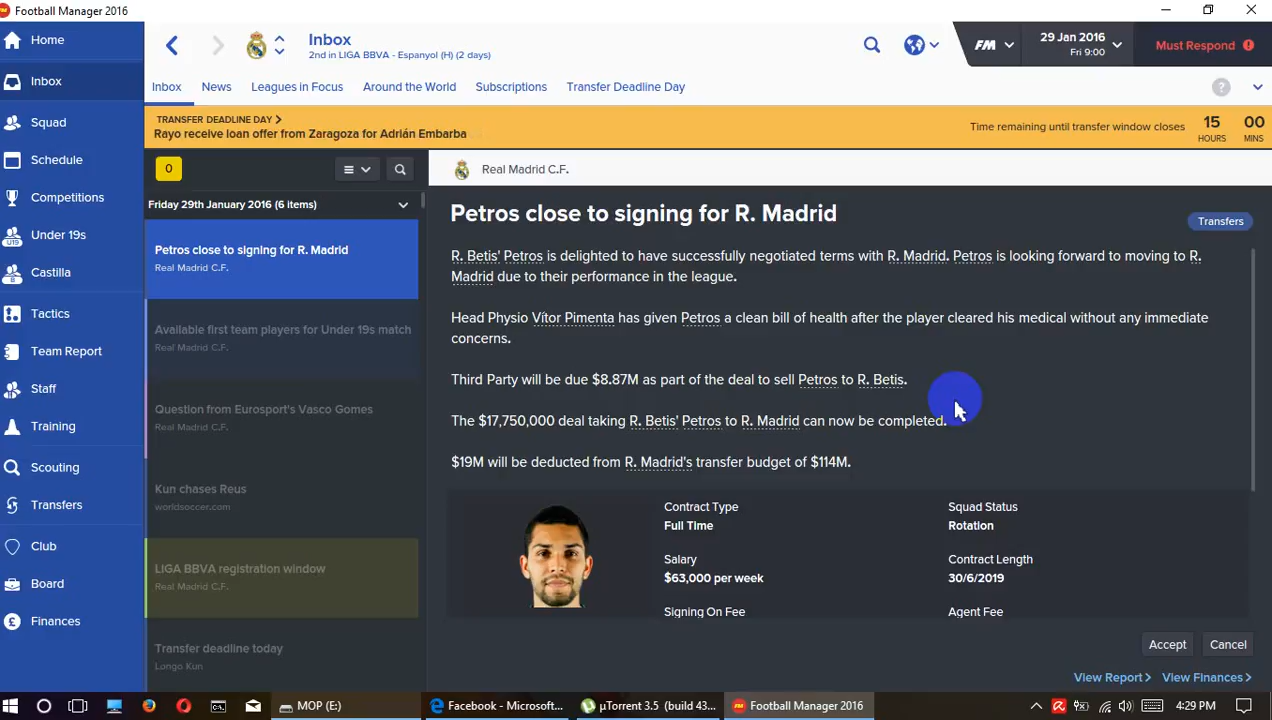 Football Manager 2016
Home
Inbox
Squad
Schedule
Competitions
Under 19s
Castilla
Tactics
Team Report
Staff
Training
Scouting
Transfers
Club
Board
Finances
Inbox
2nd in LIGA BBVA - Espanyol (H) (2 days)
FM
29 Jan 2016
Fri 9:00
Must Respond
Inbox News Leagues in Focus Around the World Subscriptions Transfer Deadline Day
?
TRANSFER DEADLINE DAY
Rayo receive loan offer from Zaragoza for Adrián Embarba
Time remaining until transfer window closes
15 00
HOURS MINS
0
Friday 29th January 2016 (6 items)
Petros close to signing for R. Madrid
Real Madrid C.F.
Available first team players for Under 19s match
Real Madrid C.F.
Question from Eurosport's Vasco Gomes
Real Madrid C.F.
Kun chases Reus
worldsoccer.com
LIGA BBVA registration window
Real Madrid C.F.
Transfer deadline today
Longo Kun
Real Madrid C.F.
Petros close to signing for R. Madrid
Transfers
R. Betis' Petros is delighted to have successfully negotiated terms with R. Madrid. Petros is looking forward to moving to R.
Madrid due to their performance in the league.
Head Physio Vítor Pimenta has given Petros a clean bill of health after the player cleared his medical without any immediate
concerns.
Third Party will be due $8.87M as part of the deal to sell Petros to R. Betis.
The $17,750,000 deal taking R. Betis' Petros to R. Madrid can now be completed.
$19M will be deducted from R. Madrid's transfer budget of $114M.
Contract Type
Full Time
Squad Status
Rotation
Salary
$63,000 per week
Contract Length
30/6/2019
Signing On Fee
Agent Fee
Accept Cancel
View Report> View Finances>
MOP (E:)
Facebook - Microsoft...
µTorrent 3.5 (build 43...
Football Manager 2016
4:29 PM